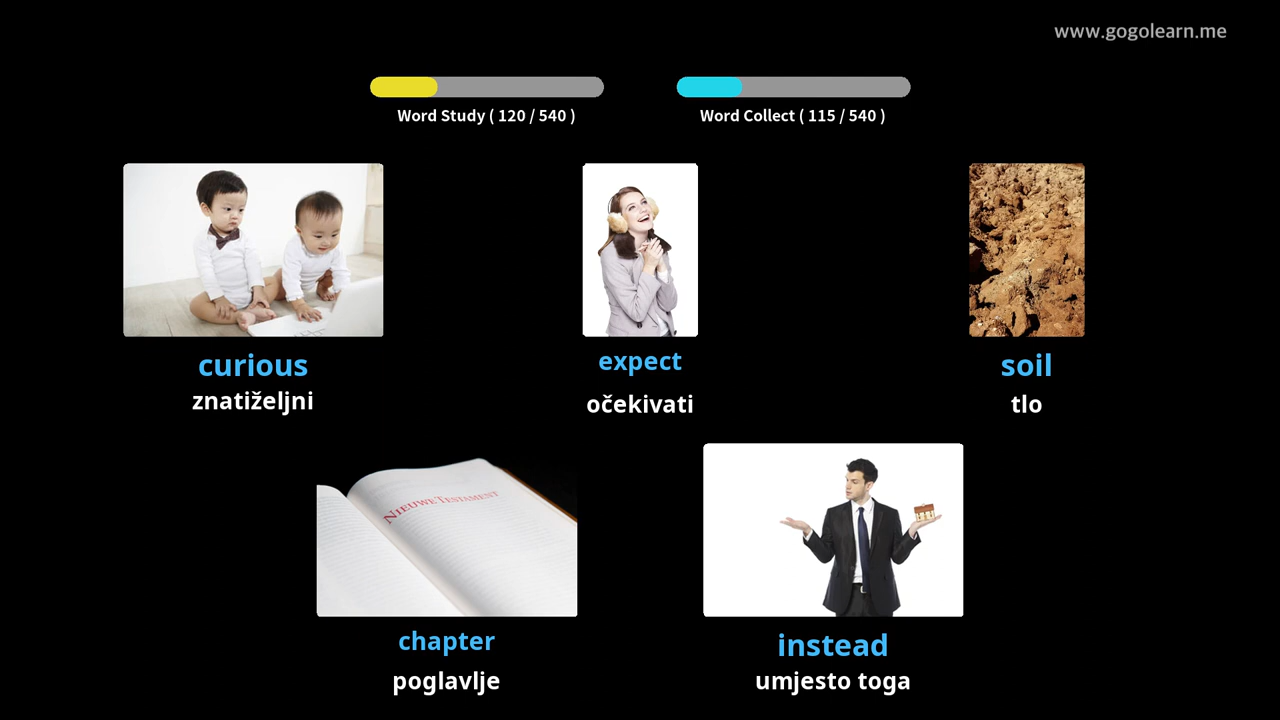 www.gogolearn.me
Word Study ( 120 / 540 )
Word Collect ( 115 / 540 )
curious
znatiželjni
expect
očekivati
soil
tlo
NIEUWE TESTAMENT
chapter
poglavlje
instead
umjesto toga